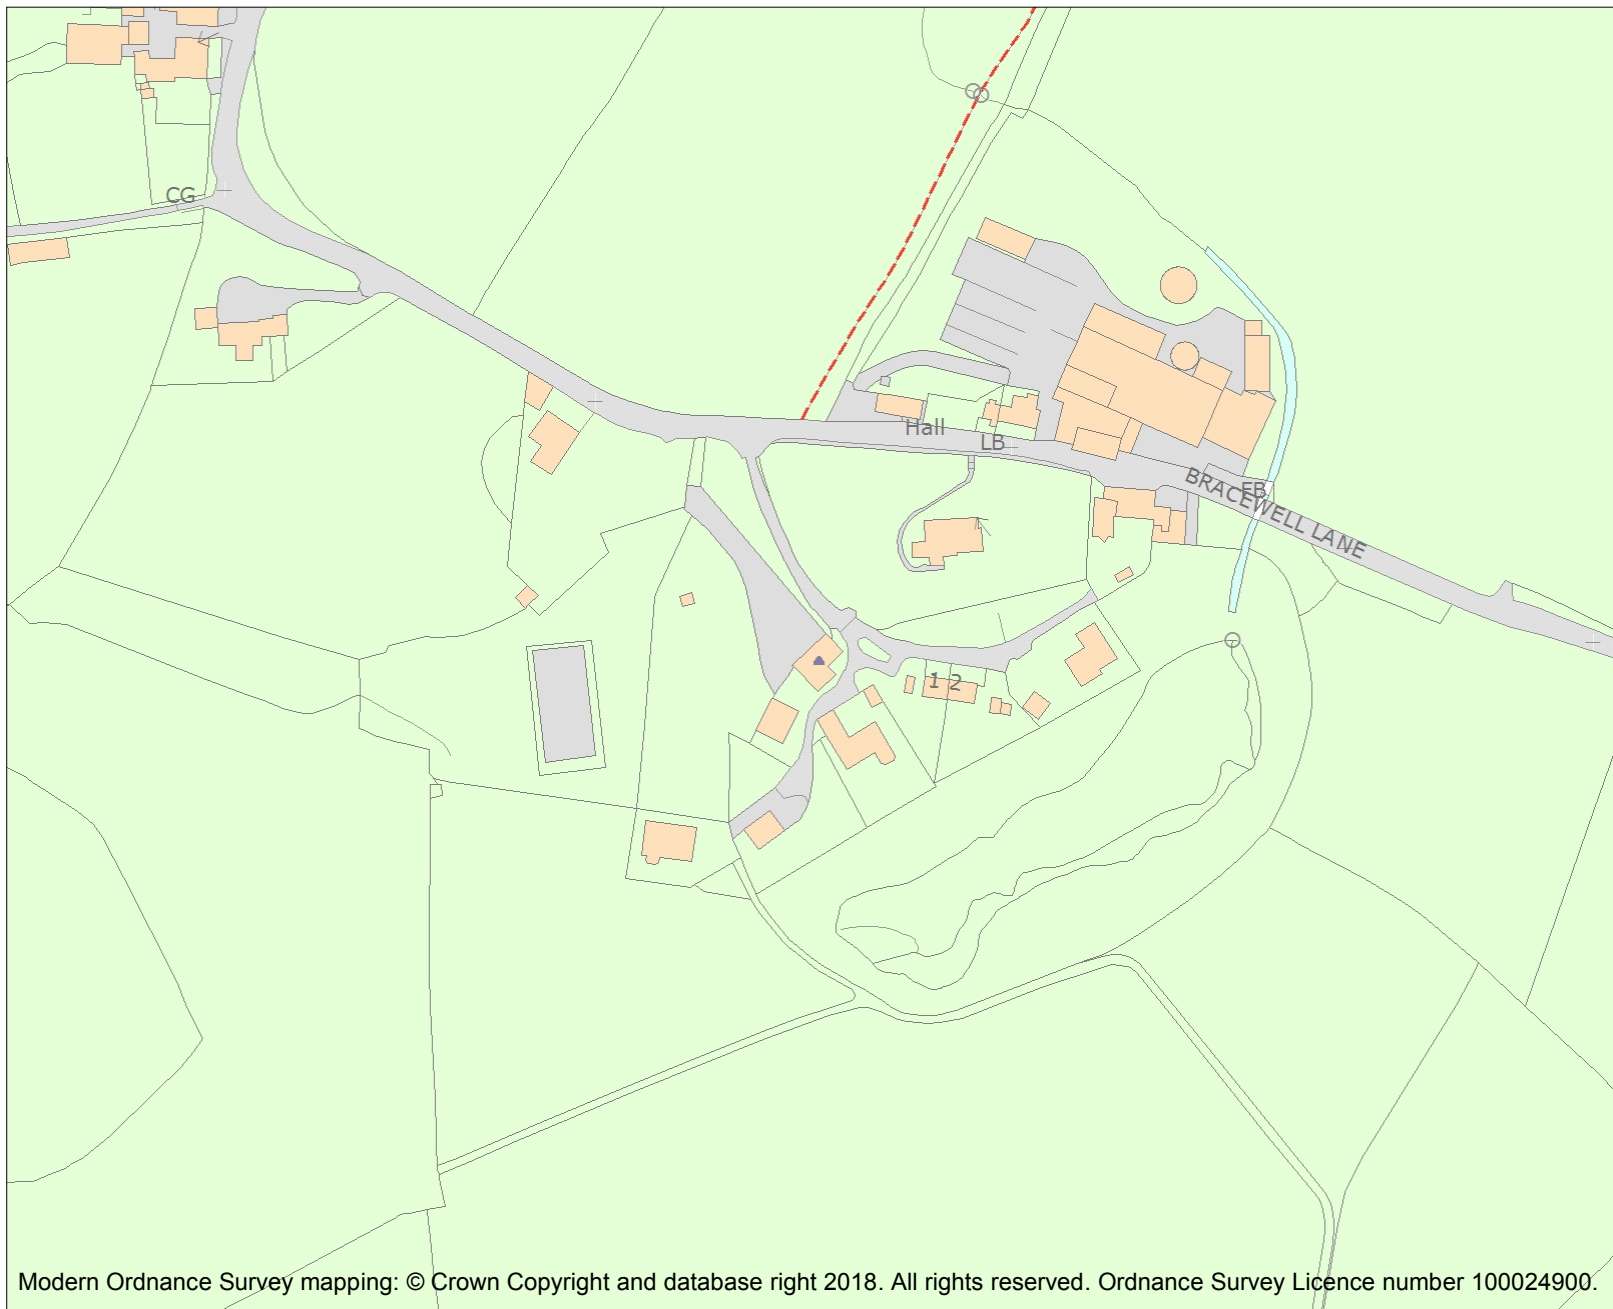 CG
Hall
LB
BRACEWELL LANE
FB
1 2
Modern Ordnance Survey mapping: © Crown Copyright and database right 2018. All rights reserved. Ordnance Survey Licence number 100024900.